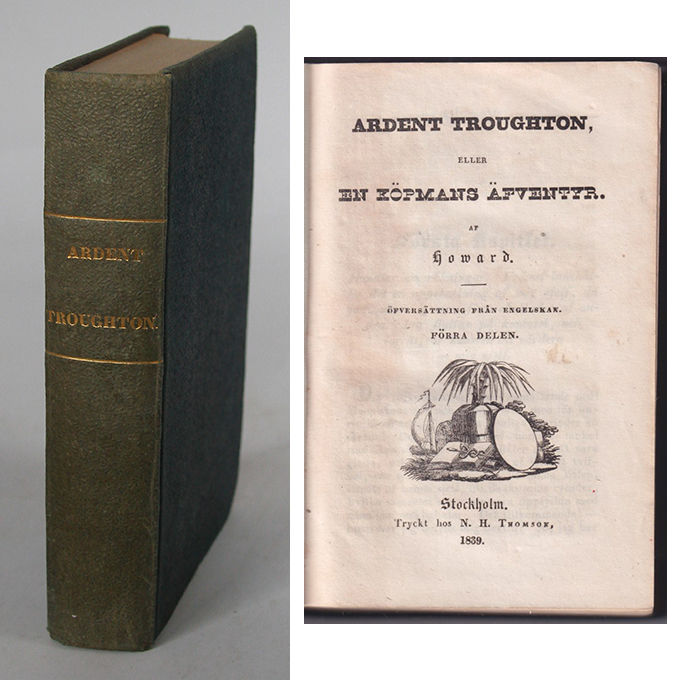 ARDENT
TROUGHTON.
ARDENT TROUGHTON,
ELLER
EN KÖPMANS ÄFVENTYR.
AF
Howard.
ÖFVERSÄTTNING FRÅN ENGELSKAN.
FÖRRA DELEN.
Stockholm.
Tryckt hos N. H. THOMSON,
1839.